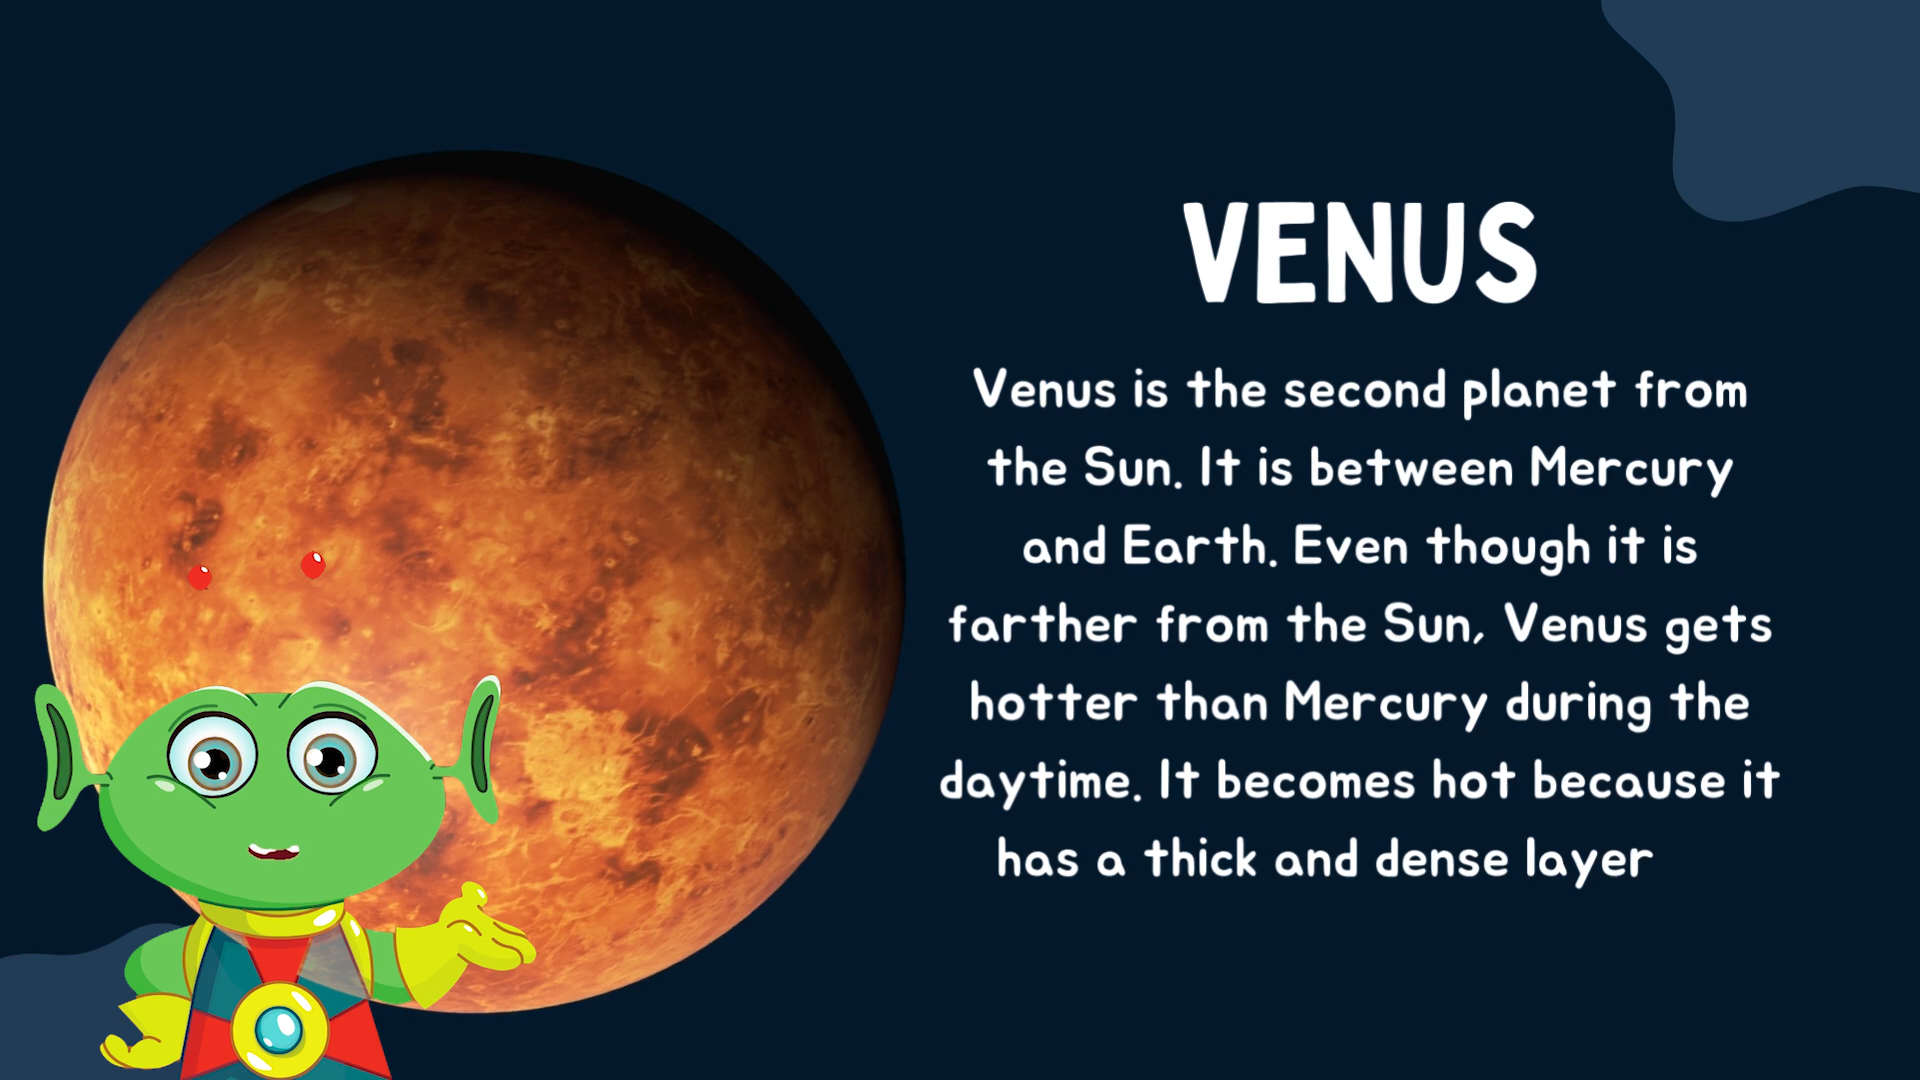 VENUS
Venus is the second planet from
the Sun. It is between Mercury
and Earth. Even though it is
farther from the Sun, Venus gets
hotter than Mercury during the
daytime. It becomes hot because it
has a thick and dense layer